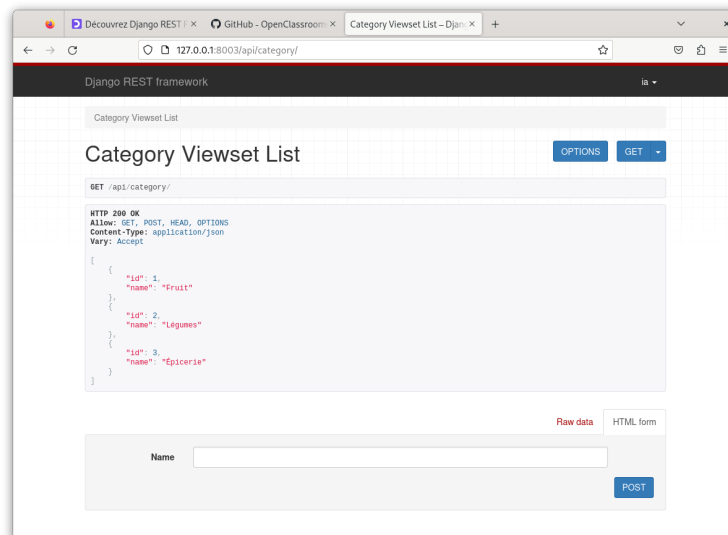 Découvrez Django REST F
GitHub - OpenClassroom
Category Viewset List – Djan
127.0.0.1:8003/api/category/
Django REST framework
ia
Category Viewset List
Category Viewset List
OPTIONS
GET
GET /api/category/
HTTP 200 OK
Allow: GET, POST, HEAD, OPTIONS
Content-Type: application/json
Vary: Accept
[
{
"id": 1,
"name": "Fruit"
},
{
"id": 2,
"name": "Légumes"
},
{
"id": 3,
"name": "Épicerie"
}
]
Raw data
HTML form
Name
POST